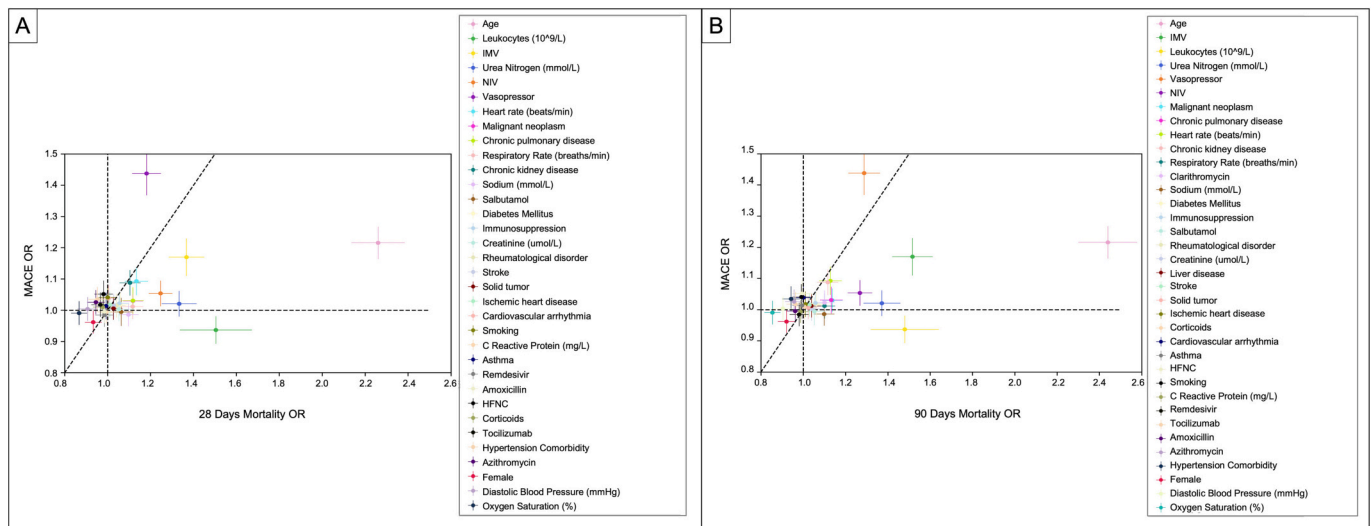 A
Age
Leukocytes (10^9/L)
IMV
Urea Nitrogen (mmol/L)
NIV
Vasopressor
Heart rate (beats/min)
Malignant neoplasm
Chronic pulmonary disease
Respiratory Rate (breaths/min)
Chronic kidney disease
Sodium (mmol/L)
Salbutamol
Diabetes Mellitus
Immunosuppression
Creatinine (umol/L)
Rheumatological disorder
Stroke
Solid tumor
Ischemic heart disease
Cardiovascular arrhythmia
Smoking
C Reactive Protein (mg/L)
Asthma
Remdesivir
Amoxicillin
HFNC
Corticoids
Tocilizumab
Hypertension Comorbidity
Azithromycin
Female
Diastolic Blood Pressure (mmHg)
Oxygen Saturation (%)
MACE OR
1.5
1.4
1.3
1.2
1.1
1.0
0.9
0.8
0.8 1.0 1.2 1.4 1.6 1.8 2.0 2.2 2.4 2.6
28 Days Mortality OR
B
Age
IMV
Leukocytes (10^9/L)
Urea Nitrogen (mmol/L)
Vasopressor
NIV
Malignant neoplasm
Chronic pulmonary disease
Heart rate (beats/min)
Chronic kidney disease
Respiratory Rate (breaths/min)
Clarithromycin
Sodium (mmol/L)
Diabetes Mellitus
Immunosuppression
Salbutamol
Rheumatological disorder
Creatinine (umol/L)
Liver disease
Stroke
Solid tumor
Ischemic heart disease
Corticoids
Cardiovascular arrhythmia
Asthma
HFNC
Smoking
C Reactive Protein (mg/L)
Remdesivir
Tocilizumab
Amoxicillin
Azithromycin
Hypertension Comorbidity
Female
Diastolic Blood Pressure (mmHg)
Oxygen Saturation (%)
MACE OR
1.5
1.4
1.3
1.2
1.1
1.0
0.9
0.8
0.8 1.0 1.2 1.4 1.6 1.8 2.0 2.2 2.4 2.6
90 Days Mortality OR